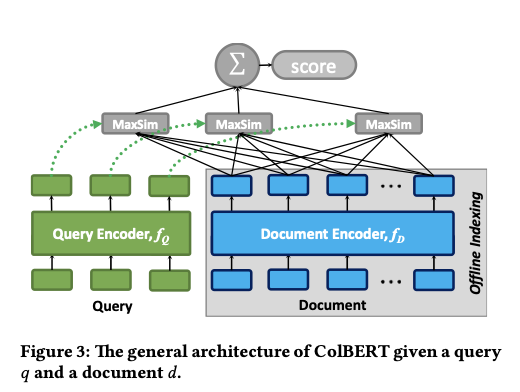 Σ
score
MaxSim
MaxSim
MaxSim
Query Encoder, f_Q
Document Encoder, f_D
Offline Indexing
Query
Document
Figure 3: The general architecture of ColBERT given a query
q and a document d.